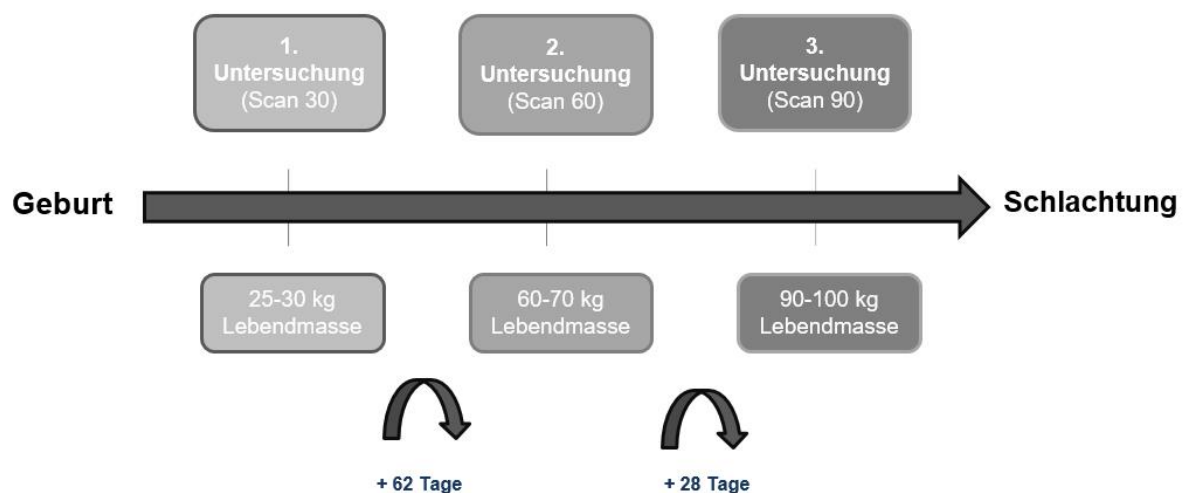 1.
Untersuchung
(Scan 30)
2.
Untersuchung
(Scan 60)
3.
Untersuchung
(Scan 90)
Geburt
Schlachtung
25-30 kg
Lebendmasse
60-70 kg
Lebendmasse
90-100 kg
Lebendmasse
+ 62 Tage
+ 28 Tage